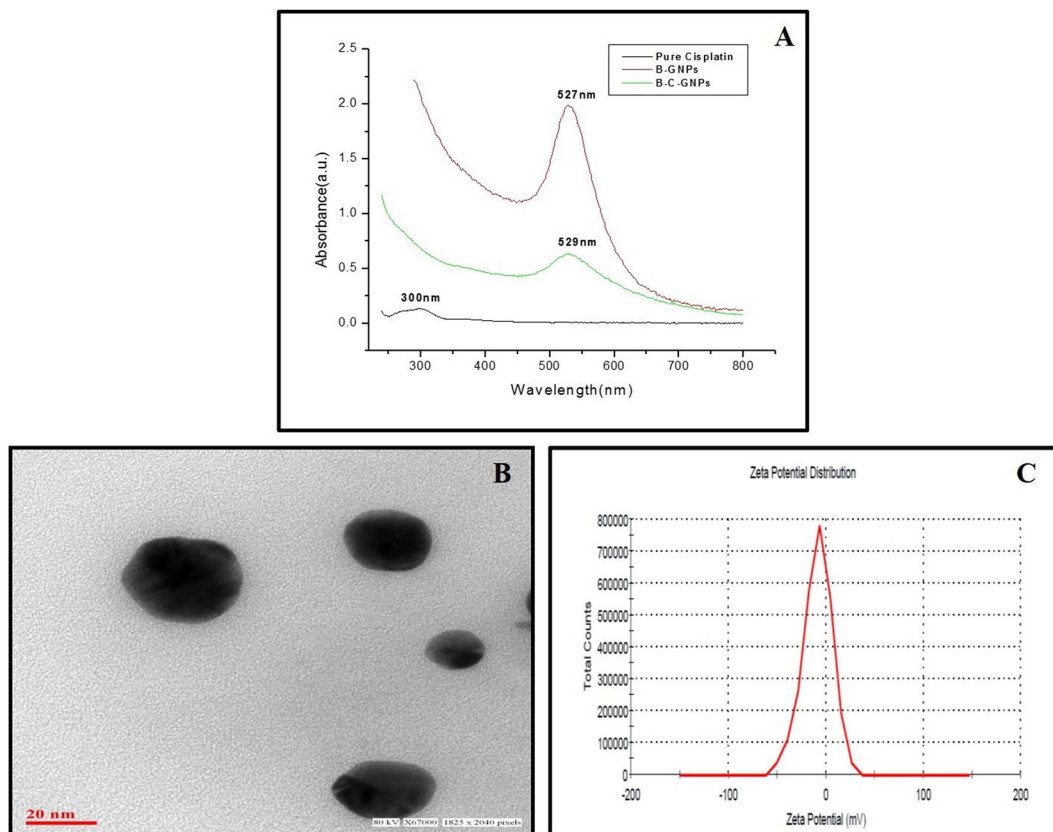 A
Pure Cisplatin
B-GNPs
B-C-GNPs
527nm
529nm
300nm
Absorbance(a.u.)
2.5
2.0
1.5
1.0
0.5
0.0
300 400 500 600 700 800
Wavelength(nm)
B
20 nm
80 kV X67000 1825 x 2040 pixels
C
Zeta Potential Distribution
Total Counts
800000
700000
600000
500000
400000
300000
200000
100000
0
-200 -100 0 100 200
Zeta Potential (mV)